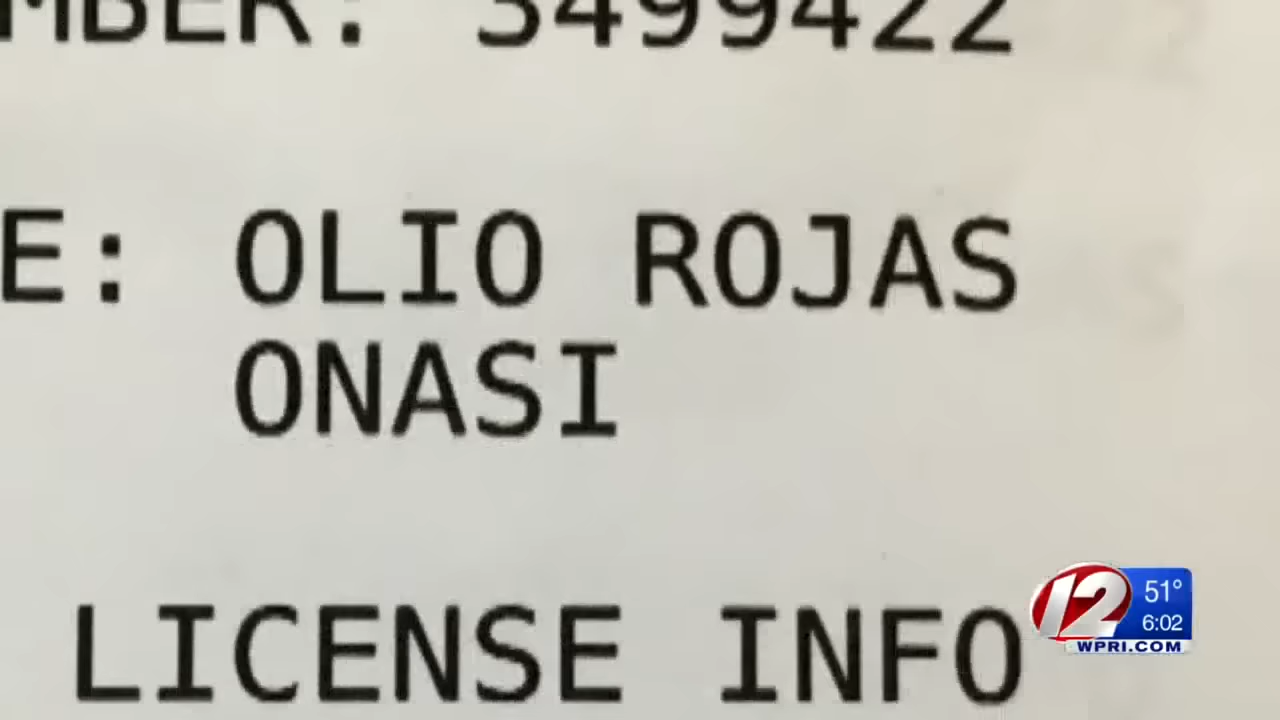 MBER: 3499422
E: OLIO ROJAS
ONASI
LICENSE INFO
12 51°
6:02
WPRI.COM